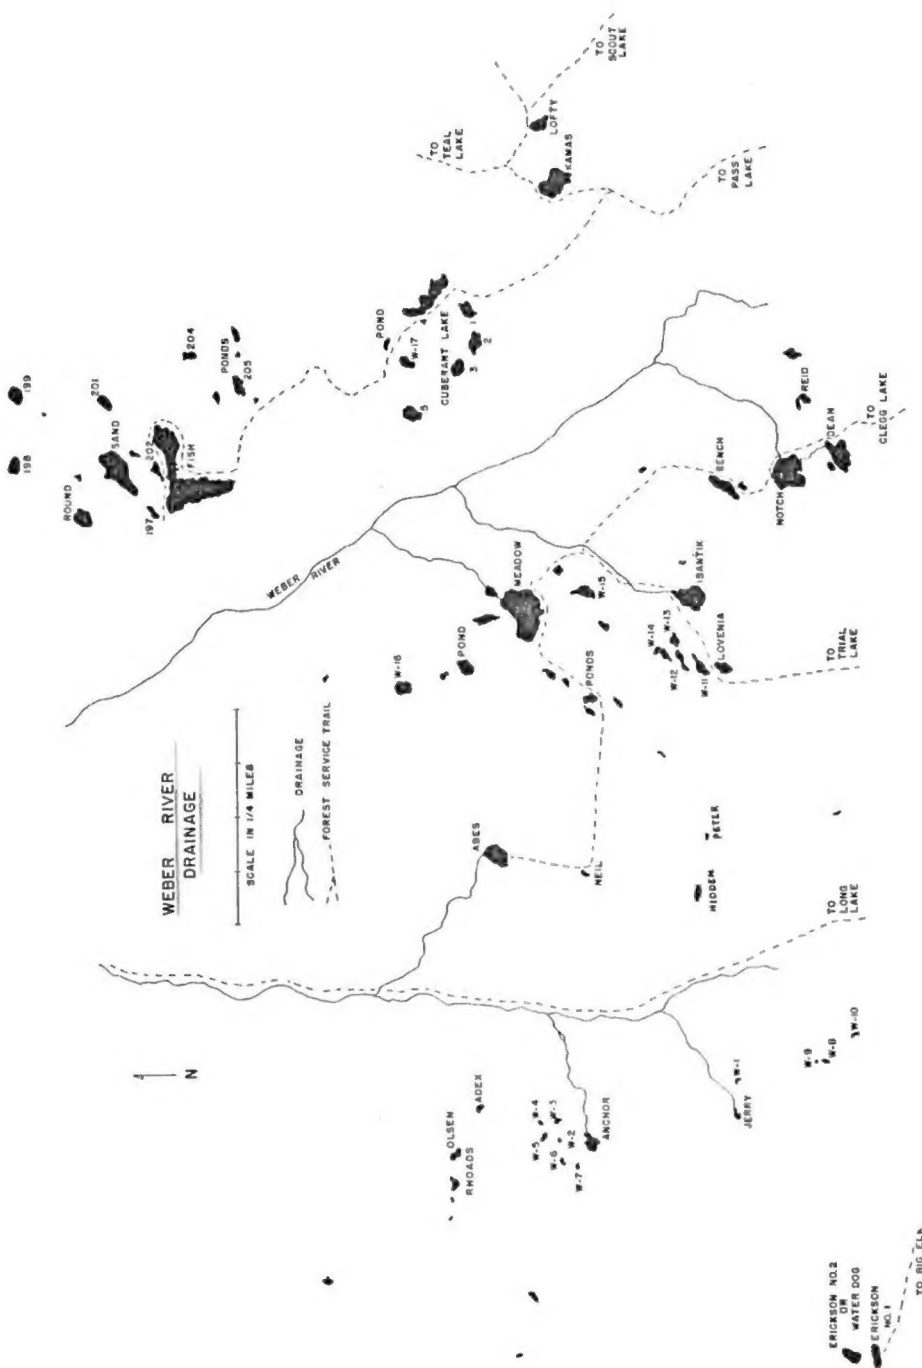 WEBER RIVER
DRAINAGE
SCALE IN 1/4 MILES
DRAINAGE
FOREST SERVICE TRAIL
N
ERICKSON NO.2
OR
WATER DOG
ERICKSON
NO. 1
RHOADS
OLSEN
ADEX
W-7
W-6
W-5
W-2
W-4
W-3
ANCHOR
JERRY
W-1
W-9
W-8
W-10
TO
LONG
LAKE
ABES
NEIL
HIDDEN
PETER
W-16
POND
PONDS
MEADOW
WEBER
RIVER
W-15
W-14
W-13
W-12
W-11
LOVENIA
IBANTIK
TO
TRIAL
LAKE
ROUND
198
199
SAND
201
197
202
FISH
204
PONDS
205
BENCH
NOTCH
DEAN
REID
TO
CLEGG LAKE
5
W-17
POND
4
CUBERANT LAKE
3
2
1
TO
TEAL
LAKE
KAMAS
LOFTY
TO
SCOUT
LAKE
TO
PASS
LAKE